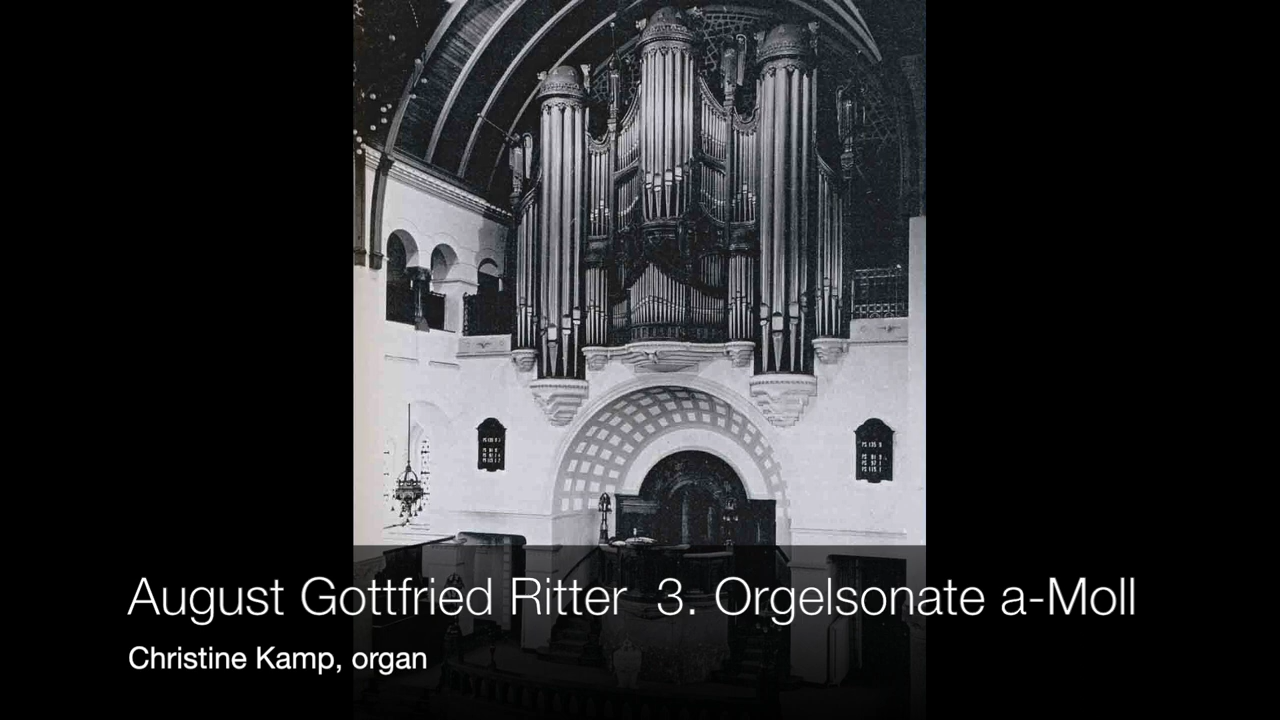 August Gottfried Ritter  3. Orgelsonate a-Moll
Christine Kamp, organ